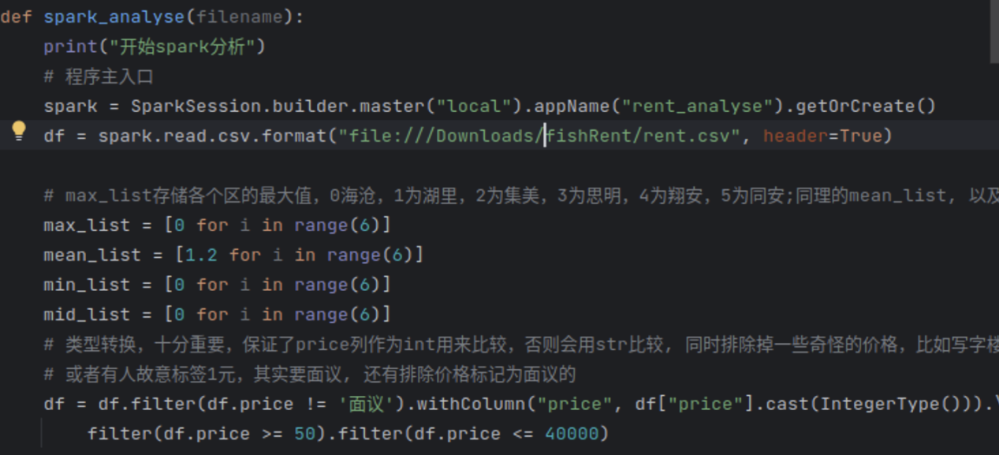 def spark_analyse(filename):
    print("开始spark分析")
    # 程序主入口
    spark = SparkSession.builder.master("local").appName("rent_analyse").getOrCreate()
    df = spark.read.csv.format("file:///Downloads/fishRent/rent.csv", header=True)
    # max_list存储各个区的最大值，0海沧，1为湖里，2为集美，3为思明，4为翔安，5为同安;同理的mean_list, 以及
    max_list = [0 for i in range(6)]
    mean_list = [1.2 for i in range(6)]
    min_list = [0 for i in range(6)]
    mid_list = [0 for i in range(6)]
    # 类型转换，十分重要，保证了price列作为int用来比较，否则会用str比较, 同时排除掉一些奇怪的价格，比如写字楼
    # 或者有人故意标签1元，其实要面议, 还有排除价格标记为面议的
    df = df.filter(df.price != '面议').withColumn("price", df["price"].cast(IntegerType())).\
        filter(df.price >= 50).filter(df.price <= 40000)